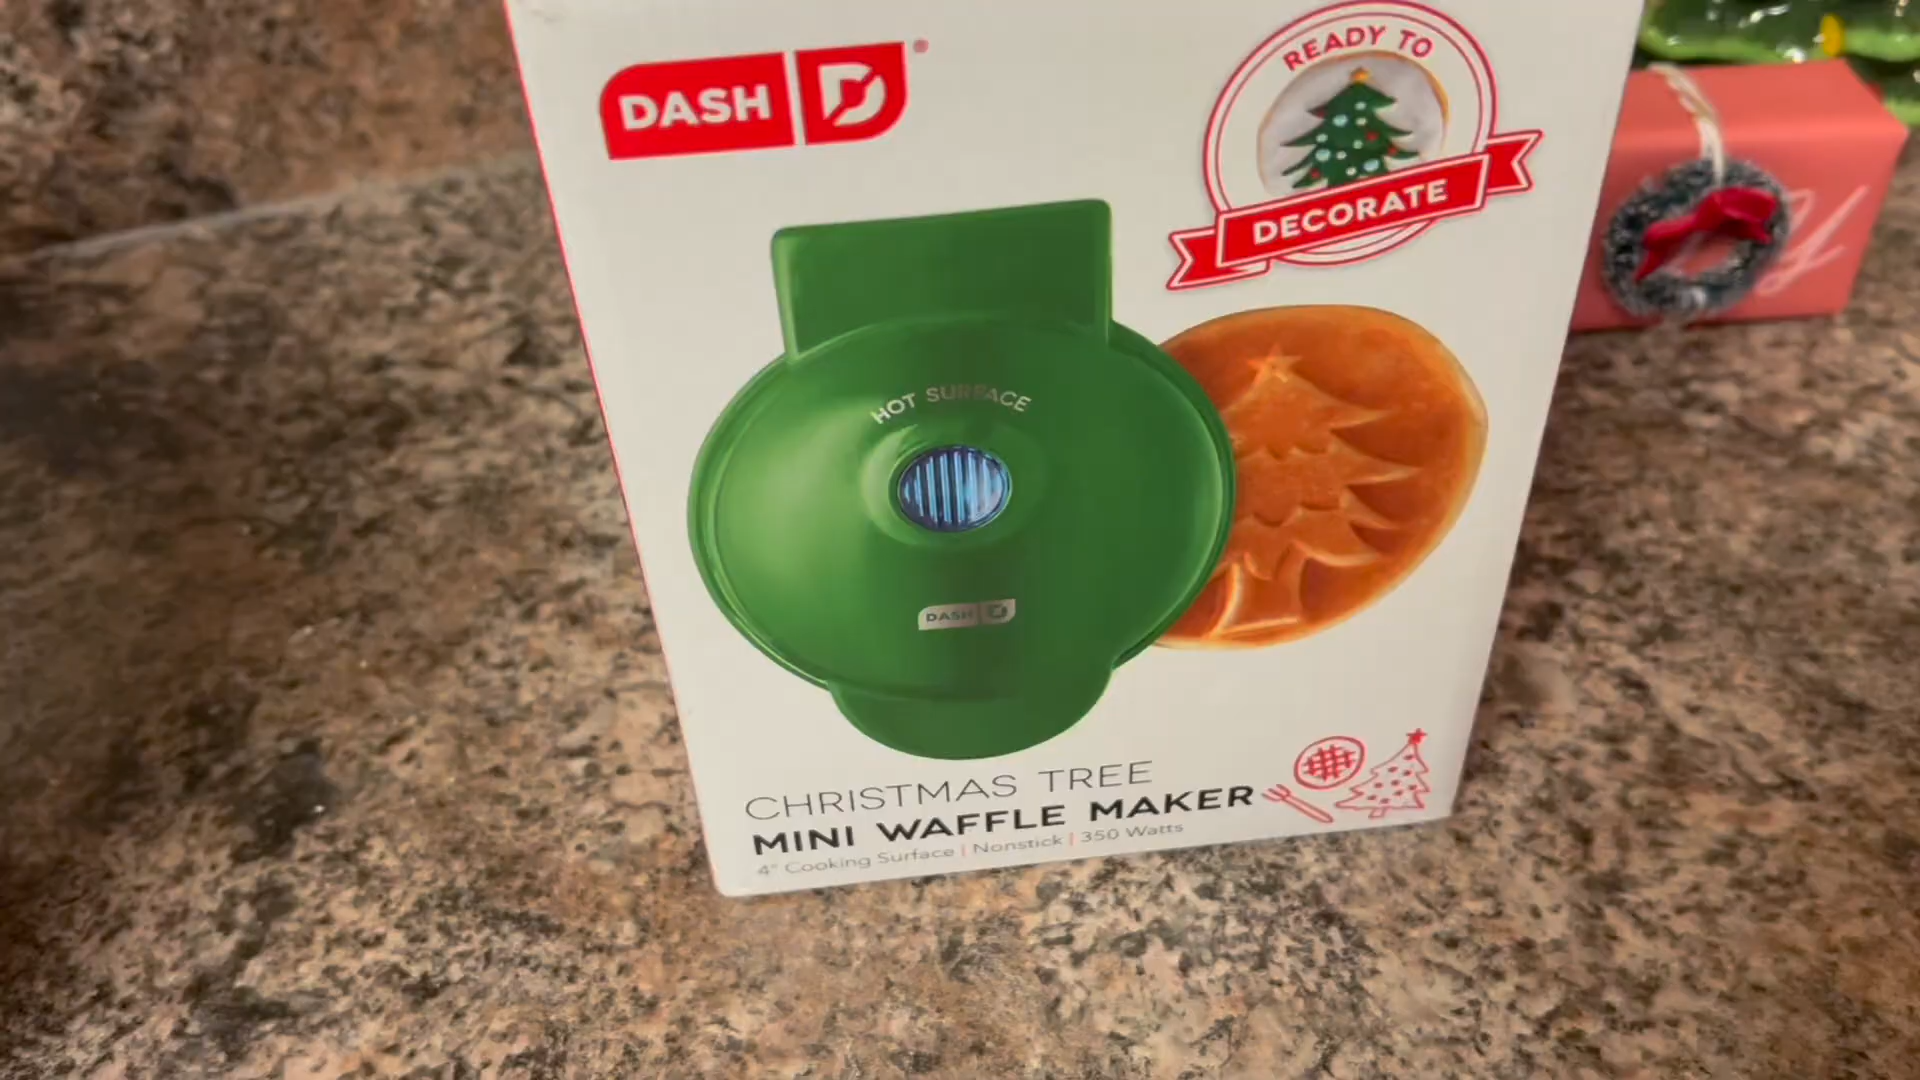 DASH
READY TO
DECORATE
HOT SURFACE
DASH
CHRISTMAS TREE
MINI WAFFLE MAKER
4" Cooking Surface | Nonstick | 350 Watts
y